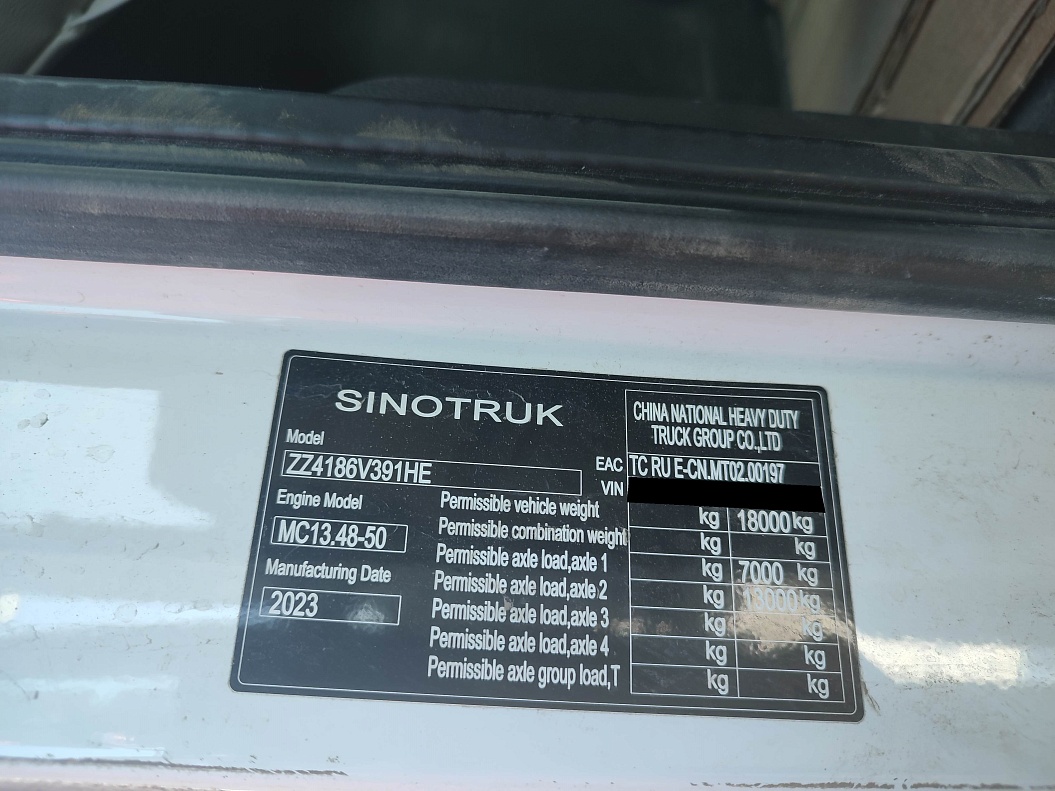 SINOTRUK
CHINA NATIONAL HEAVY DUTY
TRUCK GROUP CO.,LTD
Model
ZZ4186V391HE
EAC TC RU E-CN.MT02.00197
VIN
Engine Model
MC13.48-50
Manufacturing Date
2023
Permissible vehicle weight kg 18000kg
Permissible combination weight kg kg
Permissible axle load,axle 1 kg 7000 kg
Permissible axle load,axle 2 kg 13000kg
Permissible axle load,axle 3 kg kg
Permissible axle load,axle 4 kg kg
Permissible axle group load,T kg kg